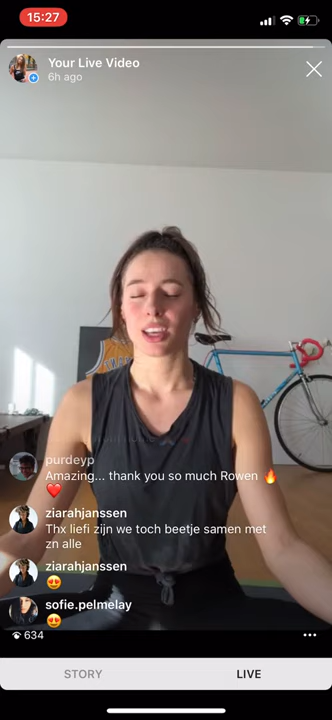 15:27
Your Live Video
6h ago
purdeyp
Amazing... thank you so much Rowen 🔥
❤️
ziarahjanssen
Thx liefi zijn we toch beetje samen met
zn alle
ziarahjanssen
😍
sofie.pelmelay
😍
634
STORY
LIVE